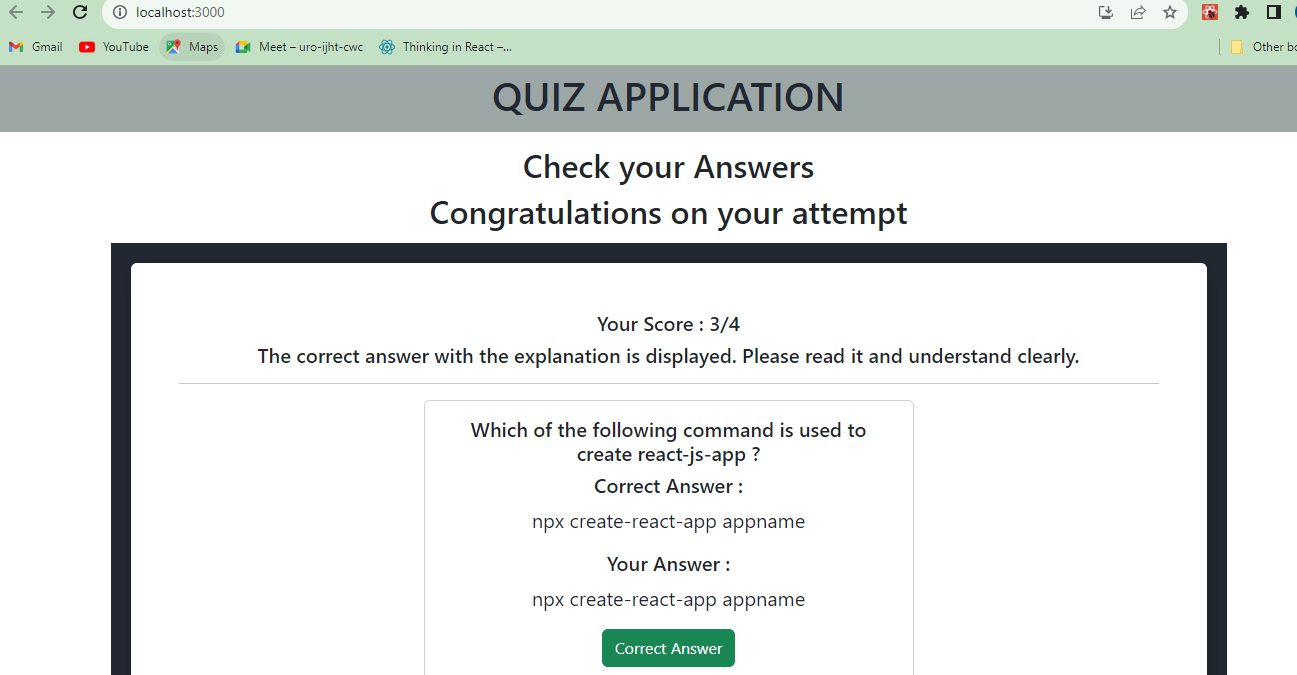 localhost:3000
Gmail YouTube Maps Meet – uro-ijht-cwc Thinking in React –... Other bo
QUIZ APPLICATION
Check your Answers
Congratulations on your attempt
Your Score : 3/4
The correct answer with the explanation is displayed. Please read it and understand clearly.
Which of the following command is used to
create react-js-app ?
Correct Answer :
npx create-react-app appname
Your Answer :
npx create-react-app appname
Correct Answer